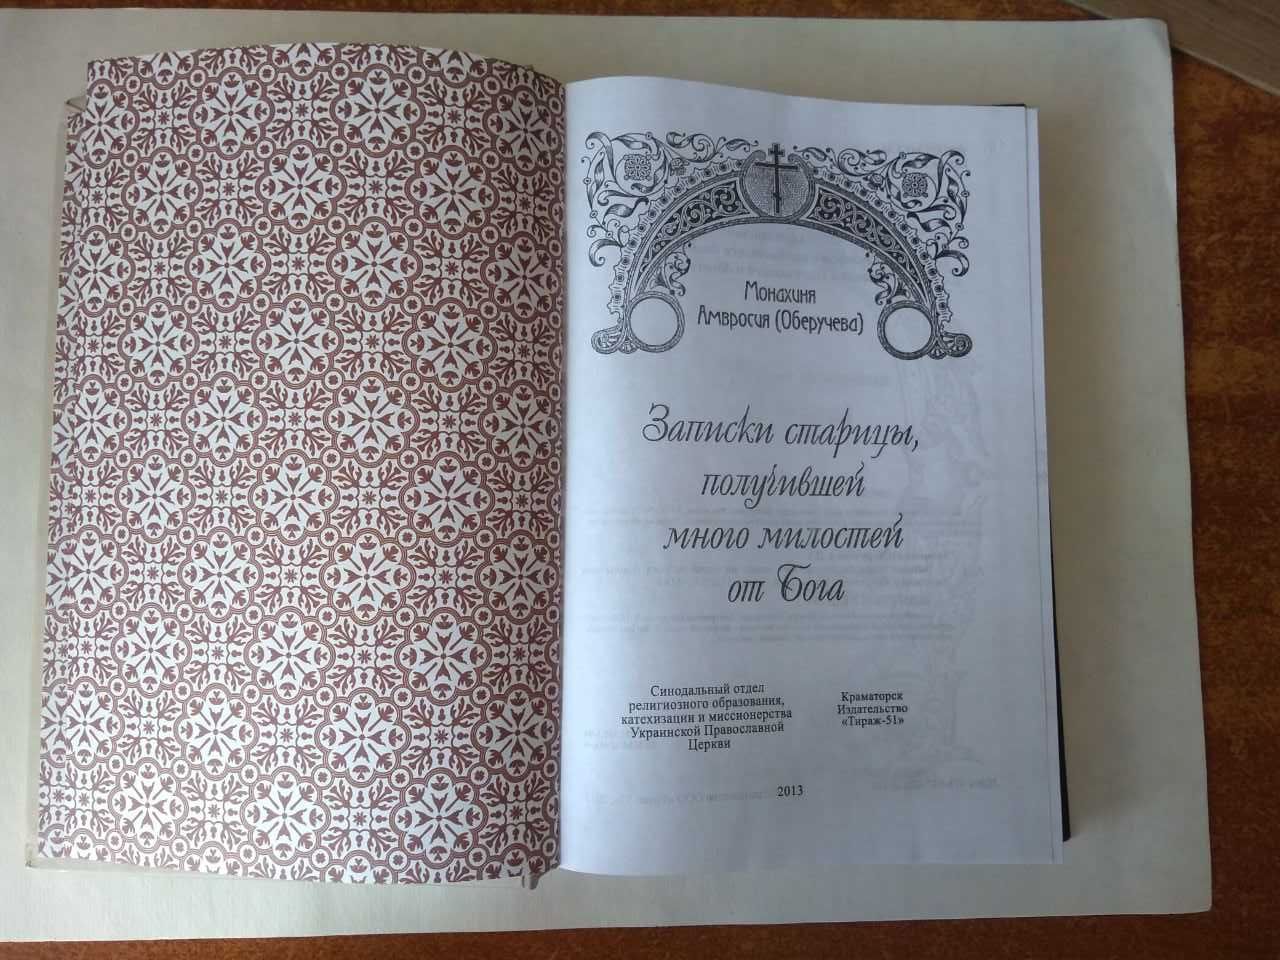 Монахиня
Амвросия (Оберучева)
Записки старицы,
получившей
много милостей
от Бога
Синодальный отдел
религиозного образования,
катехизации и миссионерства
Украинской Православной
Церкви
Краматорск
Издательство
«Тираж-51»
2013